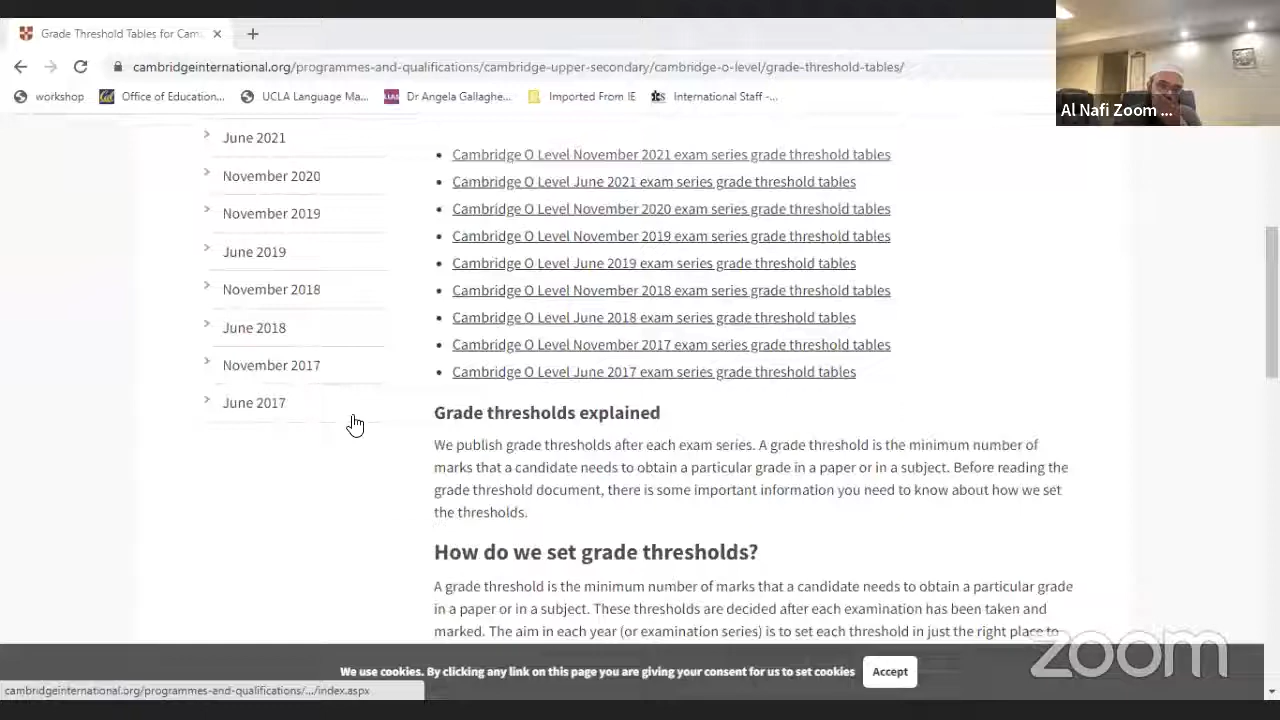 Grade Threshold Tables for Cam
cambridgeinternational.org/programmes-and-qualifications/cambridge-upper-secondary/cambridge-o-level/grade-threshold-tables/
workshop Office of Education... UCLA Language Ma... Dr Angela Gallaghe... Imported From IE International Staff -...
Al Nafi Zoom ...
June 2021
November 2020
November 2019
June 2019
November 2018
June 2018
November 2017
June 2017
Cambridge O Level November 2021 exam series grade threshold tables
Cambridge O Level June 2021 exam series grade threshold tables
Cambridge O Level November 2020 exam series grade threshold tables
Cambridge O Level November 2019 exam series grade threshold tables
Cambridge O Level June 2019 exam series grade threshold tables
Cambridge O Level November 2018 exam series grade threshold tables
Cambridge O Level June 2018 exam series grade threshold tables
Cambridge O Level November 2017 exam series grade threshold tables
Cambridge O Level June 2017 exam series grade threshold tables
Grade thresholds explained
We publish grade thresholds after each exam series. A grade threshold is the minimum number of
marks that a candidate needs to obtain a particular grade in a paper or in a subject. Before reading the
grade threshold document, there is some important information you need to know about how we set
the thresholds.
How do we set grade thresholds?
A grade threshold is the minimum number of marks that a candidate needs to obtain a particular grade
in a paper or in a subject. These thresholds are decided after each examination has been taken and
marked. The aim in each year (or examination series) is to set each threshold in just the right place to
We use cookies. By clicking any link on this page you are giving your consent for us to set cookies Accept
cambridgeinternational.org/programmes-and-qualifications/.../index.aspx
zoom